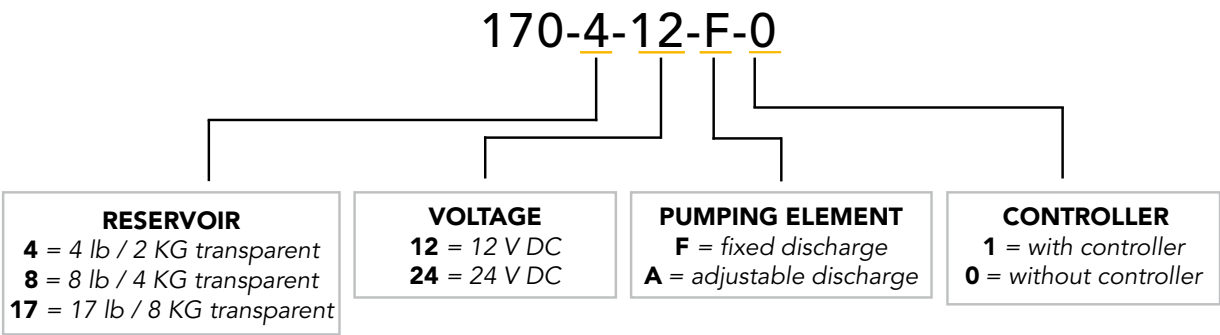 170-4-12-F-0
RESERVOIR
4 = 4 lb / 2 KG transparent
8 = 8 lb / 4 KG transparent
17 = 17 lb / 8 KG transparent
VOLTAGE
12 = 12 V DC
24 = 24 V DC
PUMPING ELEMENT
F = fixed discharge
A = adjustable discharge
CONTROLLER
1 = with controller
0 = without controller